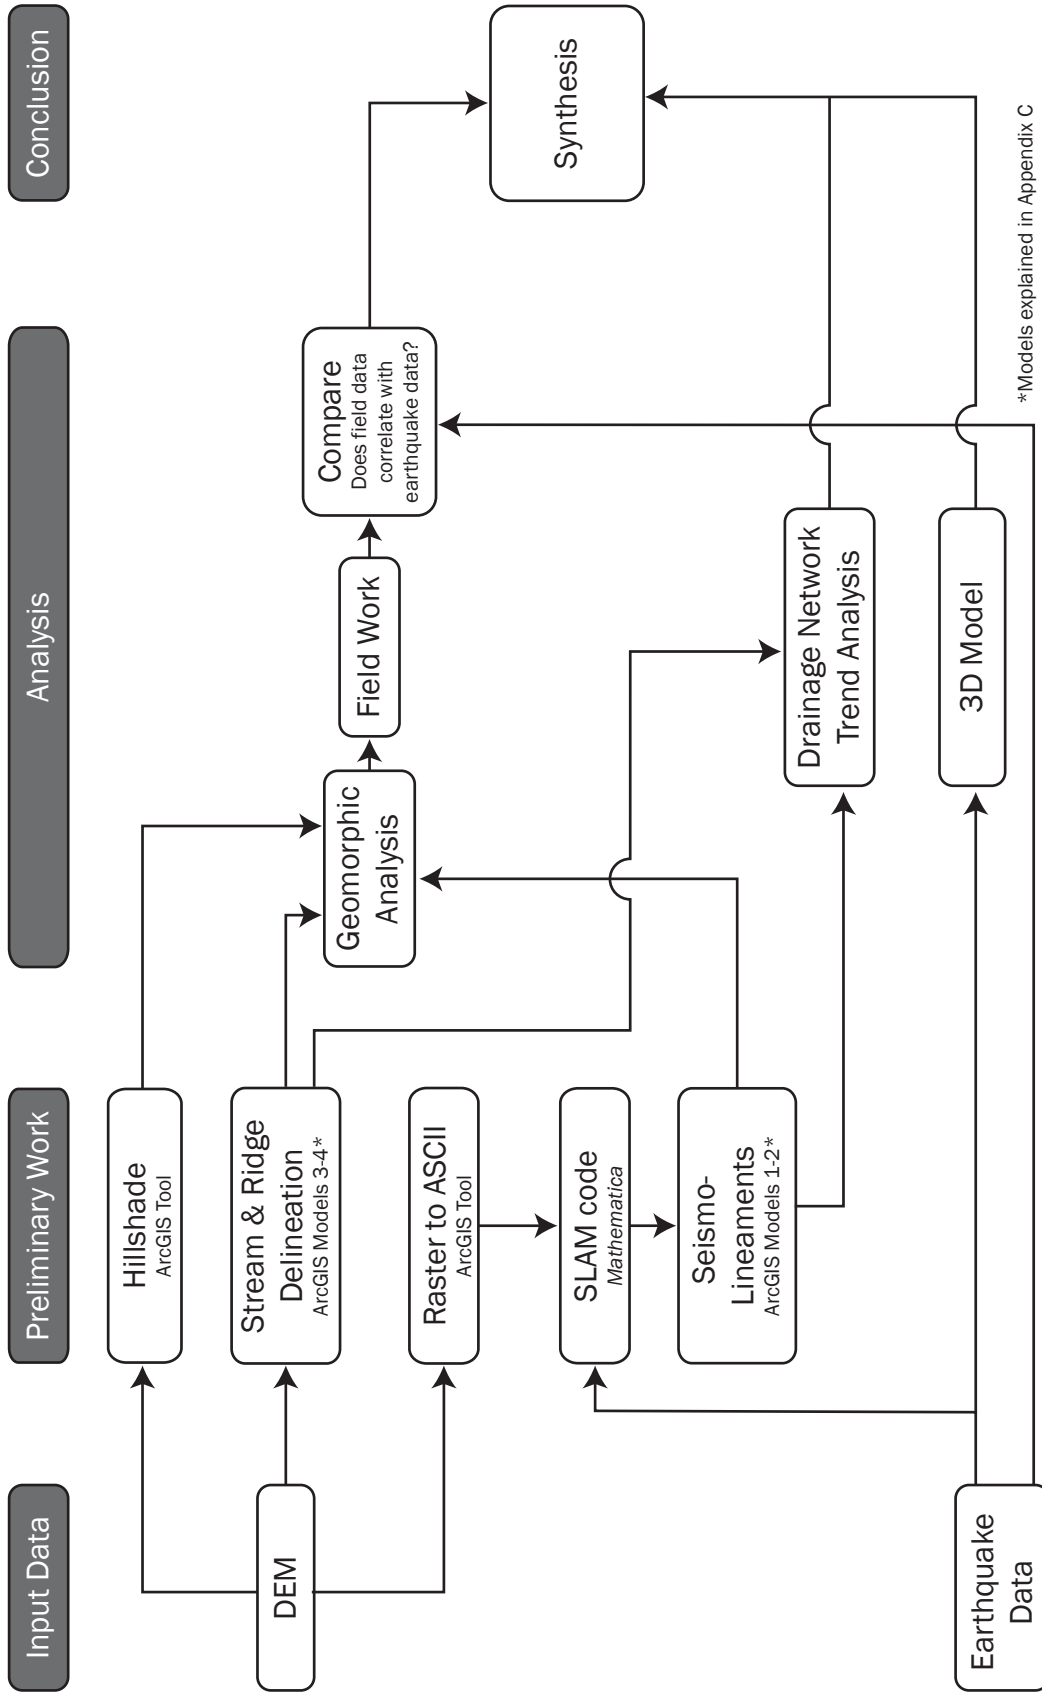 Input Data
Preliminary Work
Analysis
Conclusion
DEM
Earthquake
Data
Hillshade
ArcGIS Tool
Stream & Ridge
Delineation
ArcGIS Models 3-4*
Raster to ASCII
ArcGIS Tool
SLAM code
Mathematica
Seismo-
Lineaments
ArcGIS Models 1-2*
Geomorphic
Analysis
Field Work
Compare
Does field data
correlate with
earthquake data?
Drainage Network
Trend Analysis
3D Model
Synthesis
*Models explained in Appendix C